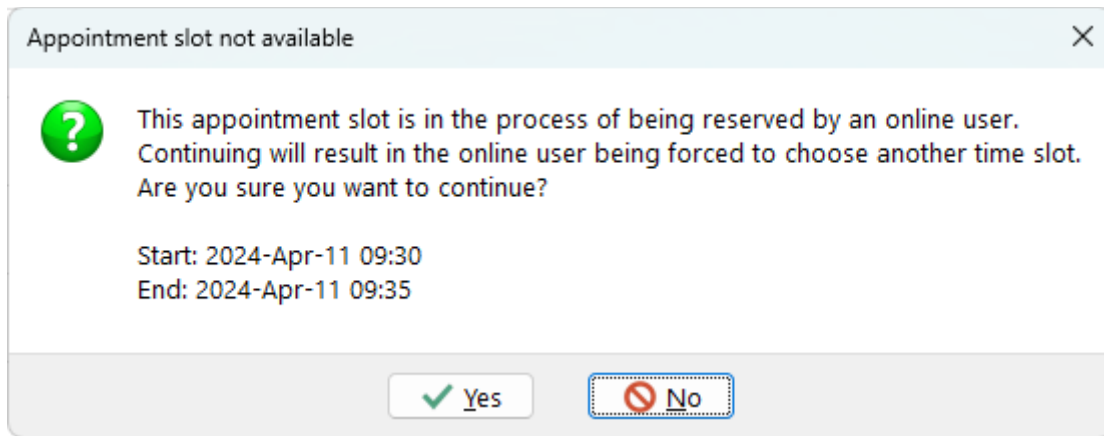 Appointment slot not available
This appointment slot is in the process of being reserved by an online user.
Continuing will result in the online user being forced to choose another time slot.
Are you sure you want to continue?
Start: 2024-Apr-11 09:30
End: 2024-Apr-11 09:35
Yes
No